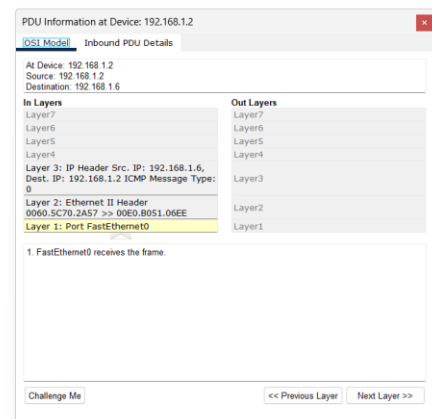 PDU Information at Device: 192.168.1.2
OSI Model Inbound PDU Details
At Device: 192.168.1.2
Source: 192.168.1.2
Destination: 192.168.1.6
In Layers
Layer7
Layer6
Layer5
Layer4
Layer 3: IP Header Src. IP: 192.168.1.6,
Dest. IP: 192.168.1.2 ICMP Message Type:
0
Layer 2: Ethernet II Header
0060.5C70.2A57 >> 00E0.B051.06EE
Layer 1: Port FastEthernet0
Out Layers
Layer7
Layer6
Layer5
Layer4
Layer3
Layer2
Layer1
1. FastEthernet0 receives the frame.
Challenge Me
<< Previous Layer
Next Layer >>